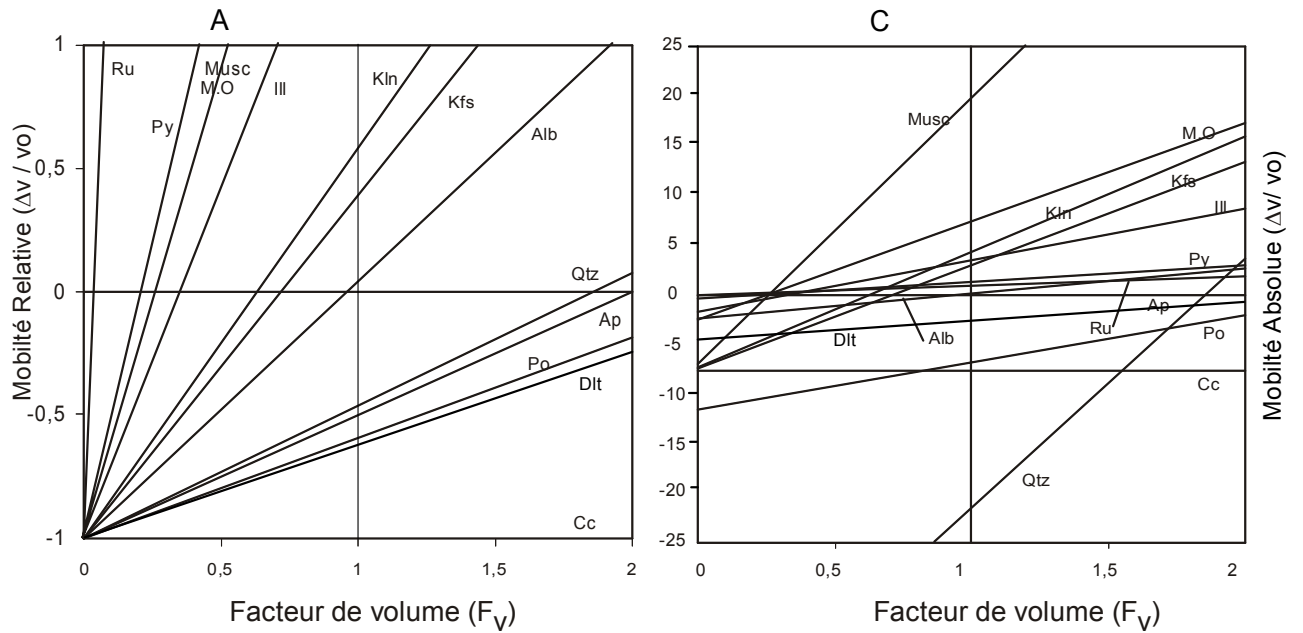 A
C
Mobilité Relative (Δv / vo)
1
0,5
0
-0,5
-1
0
0,5
1
1,5
2
Facteur de volume (FV)
Ru
Py
Musc
M.O
Ill
Kln
Kfs
Alb
Qtz
Ap
Po
Dlt
Cc
25
20
15
10
5
0
-5
-10
-15
-20
-25
0
0,5
1
1,5
2
Facteur de volume (FV)
Mobilté Absolue (Δv/ vo)
Musc
M.O
Kfs
Kln
Ill
Py
Ap
Ru
Alb
Dlt
Po
Cc
Qtz